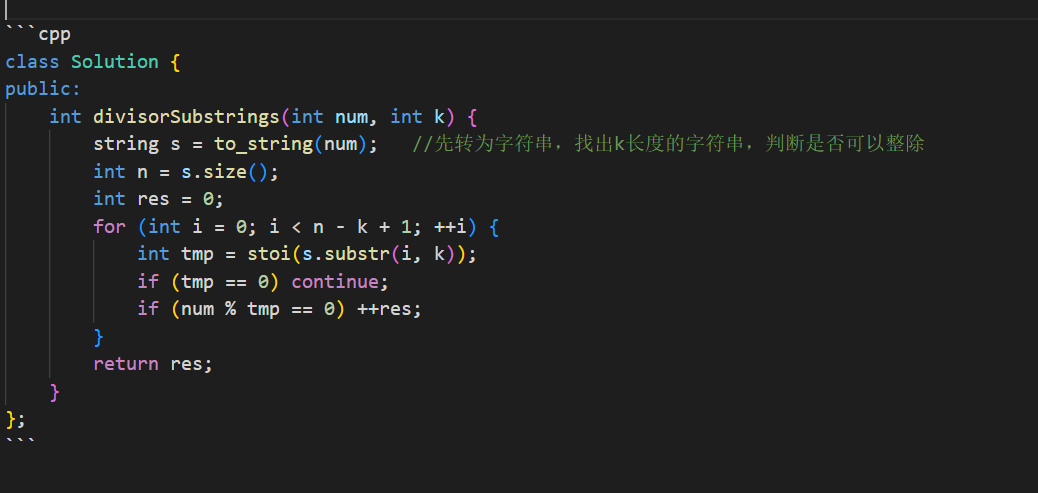 ```cpp
class Solution {
public:
    int divisorSubstrings(int num, int k) {
        string s = to_string(num);   //先转为字符串，找出k长度的字符串，判断是否可以整除
        int n = s.size();
        int res = 0;
        for (int i = 0; i < n - k + 1; ++i) {
            int tmp = stoi(s.substr(i, k));
            if (tmp == 0) continue;
            if (num % tmp == 0) ++res;
        }
        return res;
    }
};
```